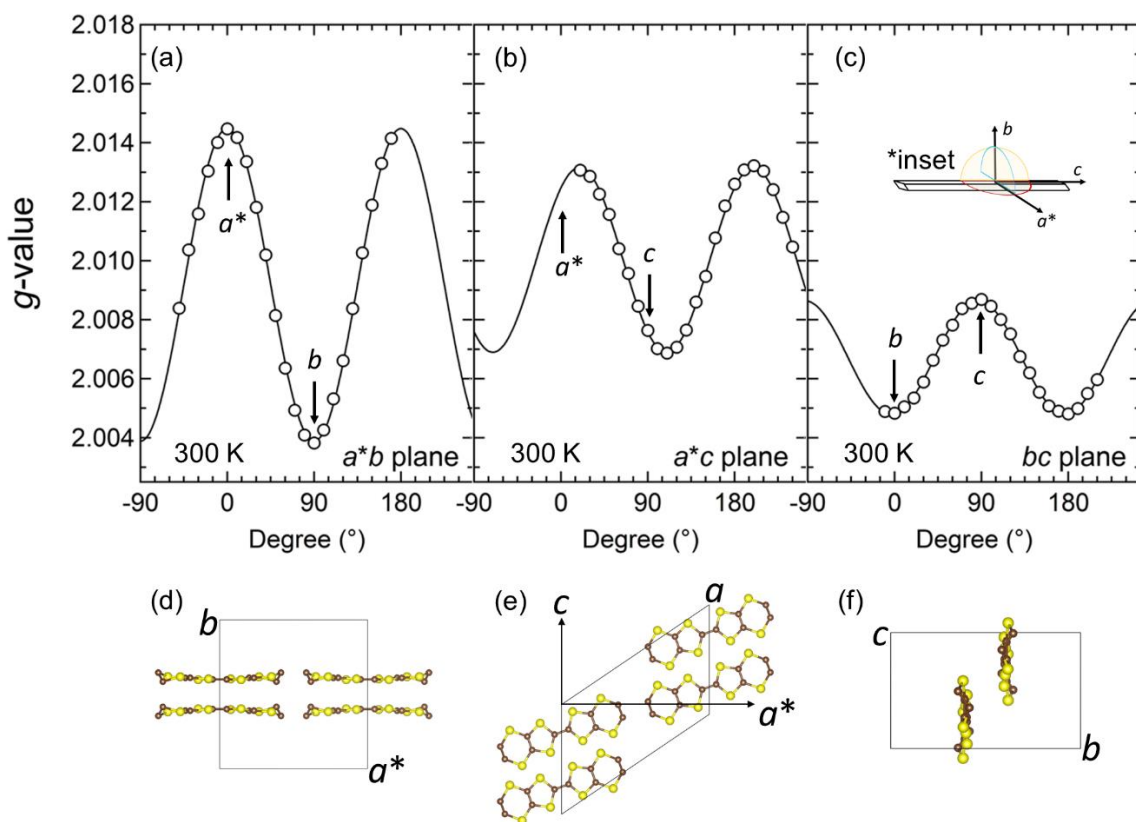 g-value
2.018
2.016
2.014
2.012
2.010
2.008
2.006
2.004
(a)
a*
b
300 K
a*b plane
-90
0
90
180
Degree (°)
(b)
a*
c
300 K
a*c plane
-90
0
90
180
Degree (°)
(c)
*inset
b
c
a*
b
c
300 K
bc plane
-90
0
90
180
Degree (°)
(d)
b
a*
(e)
c
a
a*
(f)
c
b